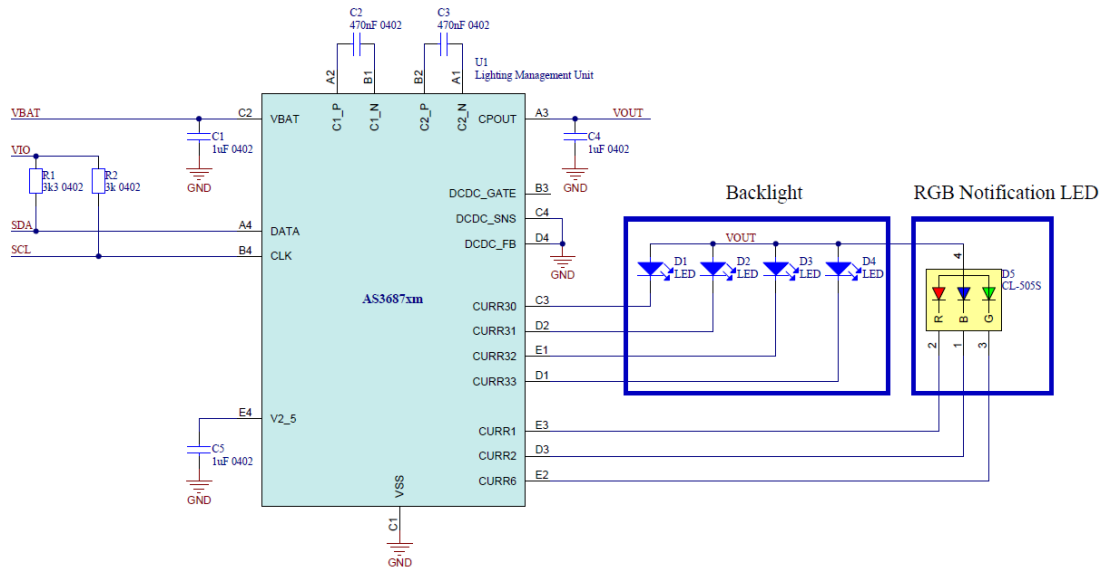 C2
470nF 0402
C3
470nF 0402
U1
Lighting Management Unit
A2
B1
B2
A1
C1_P
C1_N
C2_P
C2_N
VBAT
C2
VBAT
CPOUT
A3
VOUT
C1
1uF 0402
GND
C4
1uF 0402
GND
VIO
R1
3k3 0402
R2
3k 0402
SDA
A4
DATA
SCL
B4
CLK
DCDC_GATE
B3
DCDC_SNS
C4
DCDC_FB
D4
GND
Backlight
RGB Notification LED
VOUT
D1
LED
D2
LED
D3
LED
D4
LED
4
D5
CL-505S
R
B
G
2
1
3
AS3687xm
CURR30
C3
CURR31
D2
CURR32
E1
CURR33
D1
E4
V2_5
C5
1uF 0402
GND
CURR1
E3
CURR2
D3
CURR6
E2
VSS
C1
GND